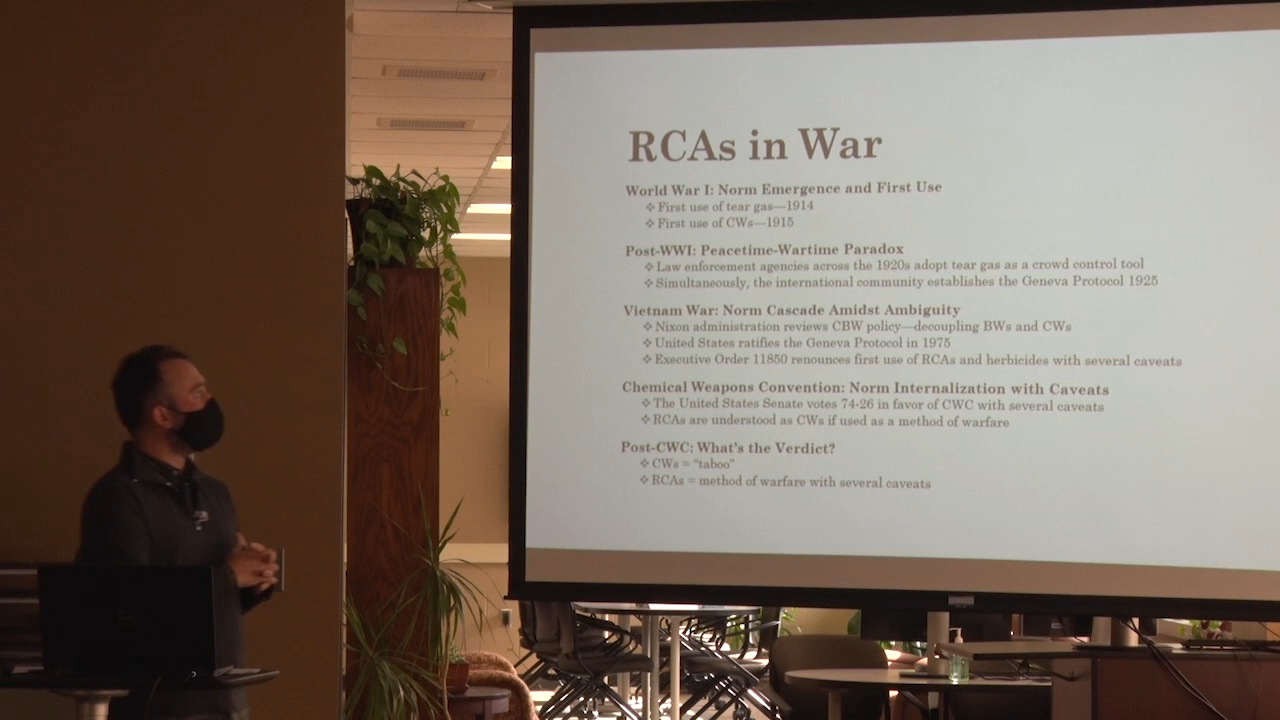 RCAs in War
World War I: Norm Emergence and First Use
❖ First use of tear gas—1914
❖ First use of CWs—1915
Post-WWI: Peacetime-Wartime Paradox
❖ Law enforcement agencies across the 1920s adopt tear gas as a crowd control tool
❖ Simultaneously, the international community establishes the Geneva Protocol 1925
Vietnam War: Norm Cascade Amidst Ambiguity
❖ Nixon administration reviews CBW policy—decoupling BWs and CWs
❖ United States ratifies the Geneva Protocol in 1975
❖ Executive Order 11850 renounces first use of RCAs and herbicides with several caveats
Chemical Weapons Convention: Norm Internalization with Caveats
❖ The United States Senate votes 74-26 in favor of CWC with several caveats
❖ RCAs are understood as CWs if used as a method of warfare
Post-CWC: What's the Verdict?
❖ CWs = "taboo"
❖ RCAs = method of warfare with several caveats